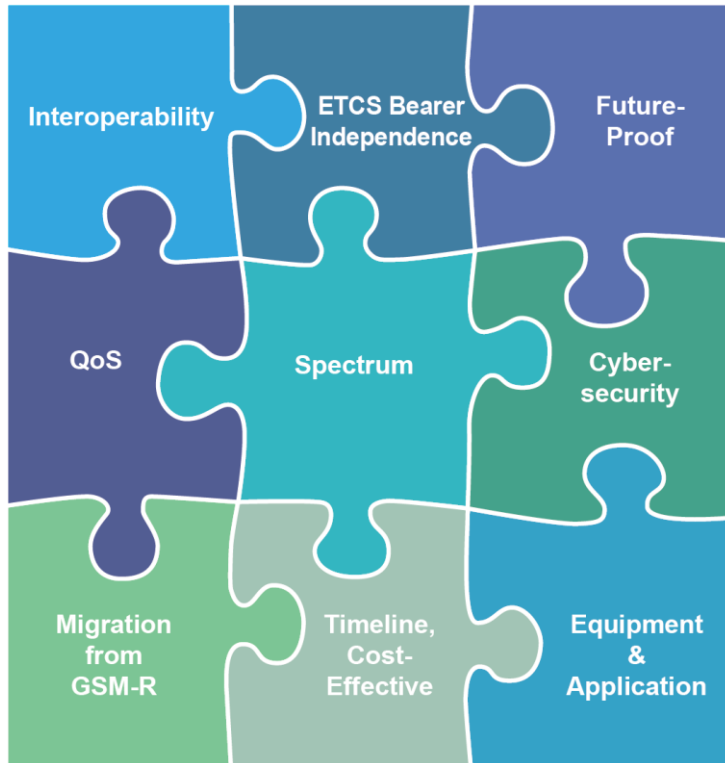 Interoperability
ETCS Bearer
Independence
Future-
Proof
QoS
Spectrum
Cyber-
security
Migration
from
GSM-R
Timeline,
Cost-
Effective
Equipment
&
Application